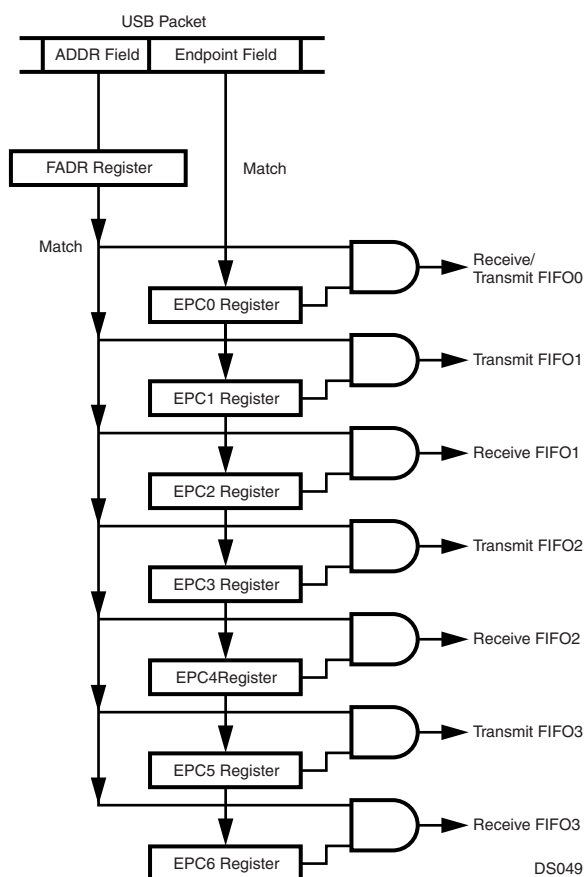 USB Packet
ADDR Field
Endpoint Field
FADR Register
Match
Match
Receive/
Transmit FIFO0
EPC0 Register
Transmit FIFO1
EPC1 Register
Receive FIFO1
EPC2 Register
Transmit FIFO2
EPC3 Register
Receive FIFO2
EPC4Register
Transmit FIFO3
EPC5 Register
Receive FIFO3
EPC6 Register
DS049